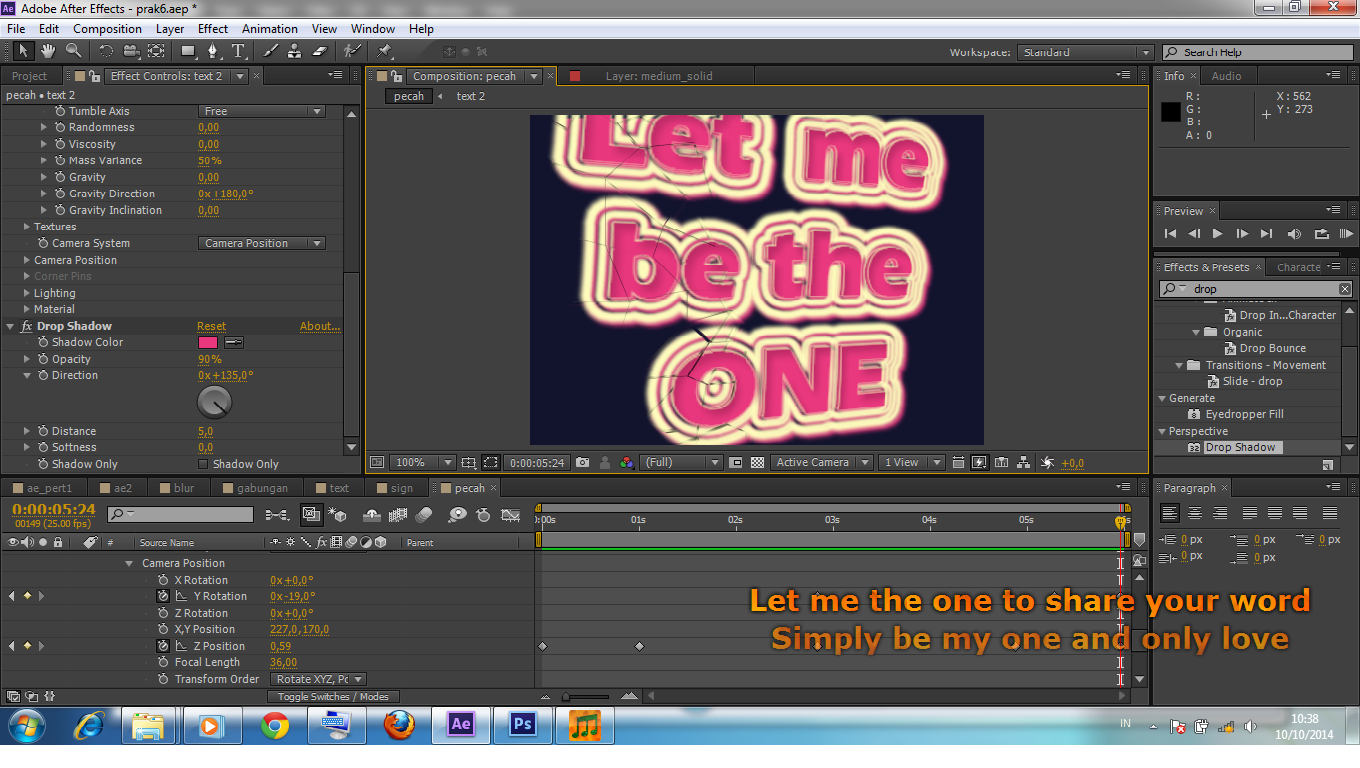 Adobe After Effects - prak6.aep *
File Edit Composition Layer Effect Animation View Window Help
Workspace: Standard Search Help
Project Effect Controls: text 2
pecah • text 2
Tumble Axis Free
Randomness 0,00
Viscosity 0,00
Mass Variance 50%
Gravity 0,00
Gravity Direction 0x+180,0°
Gravity Inclination 0,00
Textures
Camera System Camera Position
Camera Position
Corner Pins
Lighting
Material
fx Drop Shadow Reset About...
Shadow Color
Opacity 90%
Direction 0x+135,0°
Distance 5,0
Softness 0,0
Shadow Only Shadow Only
Composition: pecah Layer: medium_solid
pecah text 2
Let me
be the
ONE
100% 0:00:05:24 (Full) Active Camera 1 View +0,0
Info Audio
R : X : 562
G : Y : 273
B :
A : 0
Preview
Effects & Presets Characte
drop
Drop In...Character
Organic
Drop Bounce
Transitions - Movement
Slide - drop
Generate
Eyedropper Fill
Perspective
Drop Shadow
Paragraph
0 px 0 px 0 px
0 px 0 px
ae_pert1 ae2 blur gabungan text sign pecah
0:00:05:24
00149 (25.00 fps)
# Source Name fx Parent
:00s 01s 02s 03s 04s 05s
Camera Position
X Rotation 0x+0,0°
Y Rotation 0x-19,0°
Z Rotation 0x+0,0°
X,Y Position 227,0,170,0
Z Position 0,59
Focal Length 36,00
Transform Order Rotate XYZ, Pc
Toggle Switches / Modes
Let me the one to share your word
Simply be my one and only love
Ae Ps
IN 10:38
10/10/2014